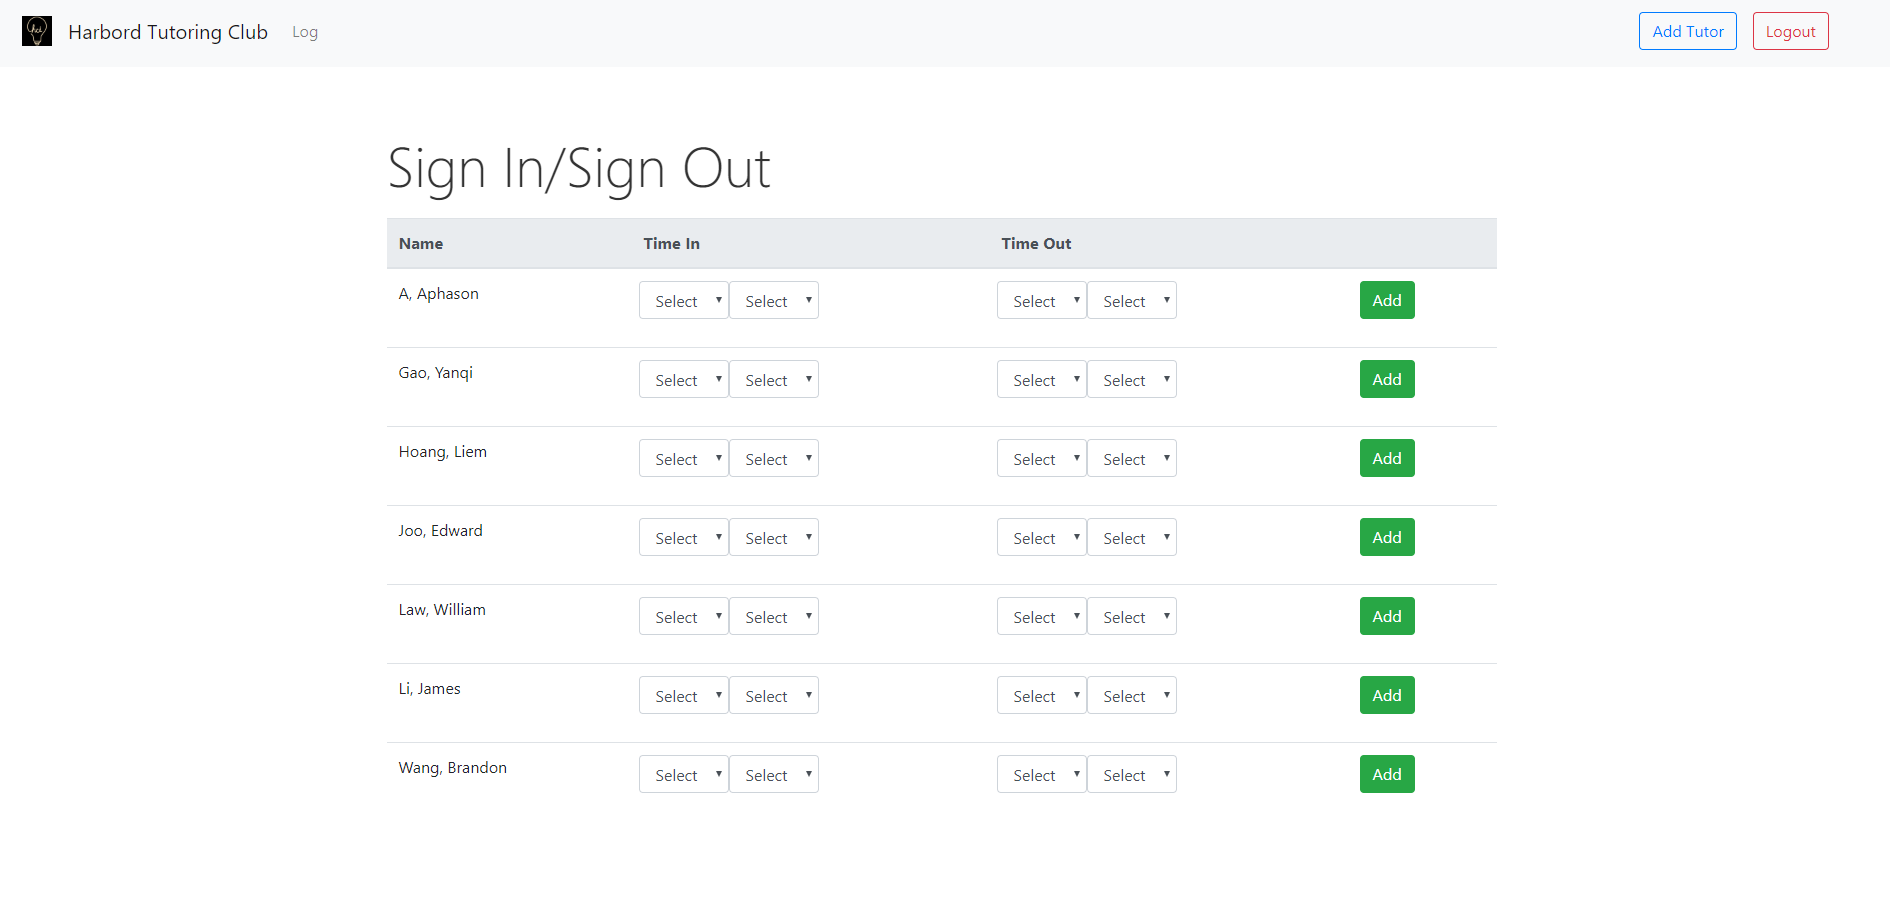 hci Harbord Tutoring Club Log Add Tutor Logout
Sign In/Sign Out
Name Time In Time Out
A, Aphason Select Select Select Select Add
Gao, Yanqi Select Select Select Select Add
Hoang, Liem Select Select Select Select Add
Joo, Edward Select Select Select Select Add
Law, William Select Select Select Select Add
Li, James Select Select Select Select Add
Wang, Brandon Select Select Select Select Add